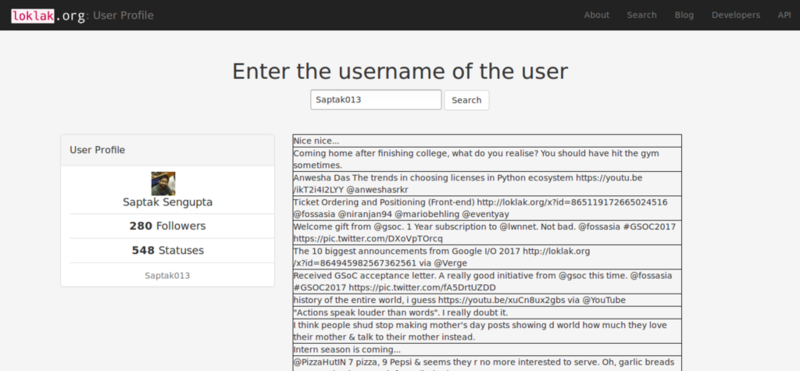 loklak.org: User Profile
About Search Blog Developers API
Enter the username of the user
Saptak013 Search
User Profile
Saptak Sengupta
280 Followers
548 Statuses
Saptak013
Nice nice...
Coming home after finishing college, what do you realise? You should have hit the gym
sometimes.
Anwesha Das The trends in choosing licenses in Python ecosystem https://youtu.be
/ikT2i4I2LYY @anweshasrkr
Ticket Ordering and Positioning (Front-end) http://loklak.org/x?id=865119172665024516
@fossasia @niranjan94 @mariobehling @eventyay
Welcome gift from @gsoc. 1 Year subscription to @lwnnet. Not bad. @fossasia #GSOC2017
https://pic.twitter.com/DXoVpTOrcq
The 10 biggest announcements from Google I/O 2017 http://loklak.org
/x?id=864945982567362561 via @Verge
Received GSoC acceptance letter. A really good initiative from @gsoc this time. @fossasia
#GSOC2017 https://pic.twitter.com/fA5DrtUZDD
history of the entire world, i guess https://youtu.be/xuCn8ux2gbs via @YouTube
"Actions speak louder than words". I really doubt it.
I think people shud stop making mother's day posts showing d world how much they love
their mother & talk to their mother instead.
Intern season is coming...
@PizzaHutIN 7 pizza, 9 Pepsi & seems they r no more interested to serve. Oh, garlic breads